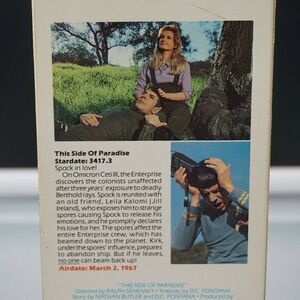 This Side Of Paradise
Stardate: 3417.3
Spock in love!
On Omicron Ceti III, the Enterprise
discovers the colonists unaffected
after three years' exposure to deadly
Berthold rays. Spock is reunited with
an old friend, Leila Kalomi (Jill
Ireland), who exposes him to strange
spores causing Spock to release his
emotions, and he promptly declares
his love for her. The spores affect the
entire Enterprise crew, which has
beamed down to the planet. Kirk,
under the spores' influence, is about
to beam off the ship. But if he leaves,
no one can beam back up!
Airdate: March 2, 1967
"THIS SIDE OF PARADISE"
Directed by RALPH SENENSKY • Teleplay by D.C. FONTANA
Story by NATHAN BUTLER and D.C. FONTANA • Produced by